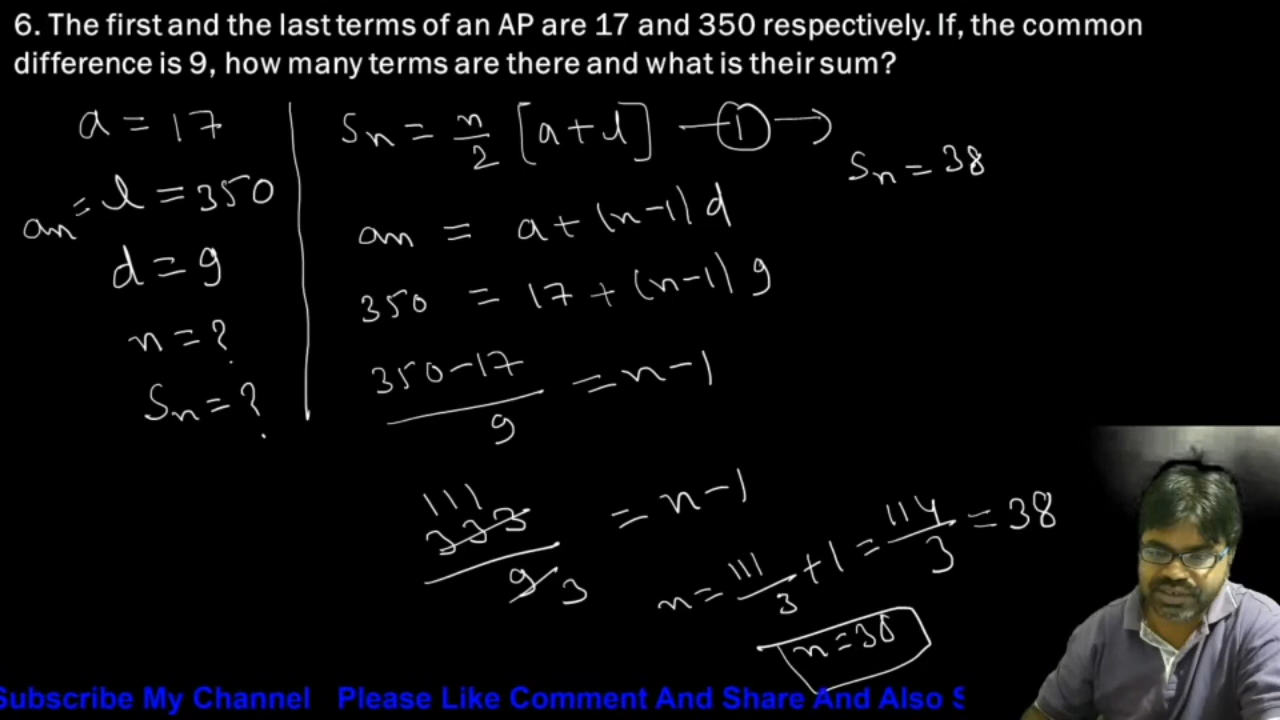 6. The first and the last terms of an AP are 17 and 350 respectively. If, the common
difference is 9, how many terms are there and what is their sum?
a = 17
an = l = 350
d = 9
n = ?
Sn = ?
Sn = n/2 [a+l] —①→
Sn = 38
an = a + (n-1) d
350 = 17 + (n-1) 9
350-17/9 = n-1
111
333/9 3 = n-1
n = 111/3 + 1 = 114/3 = 38
n = 38
Subscribe My Channel Please Like Comment And Share And Also S